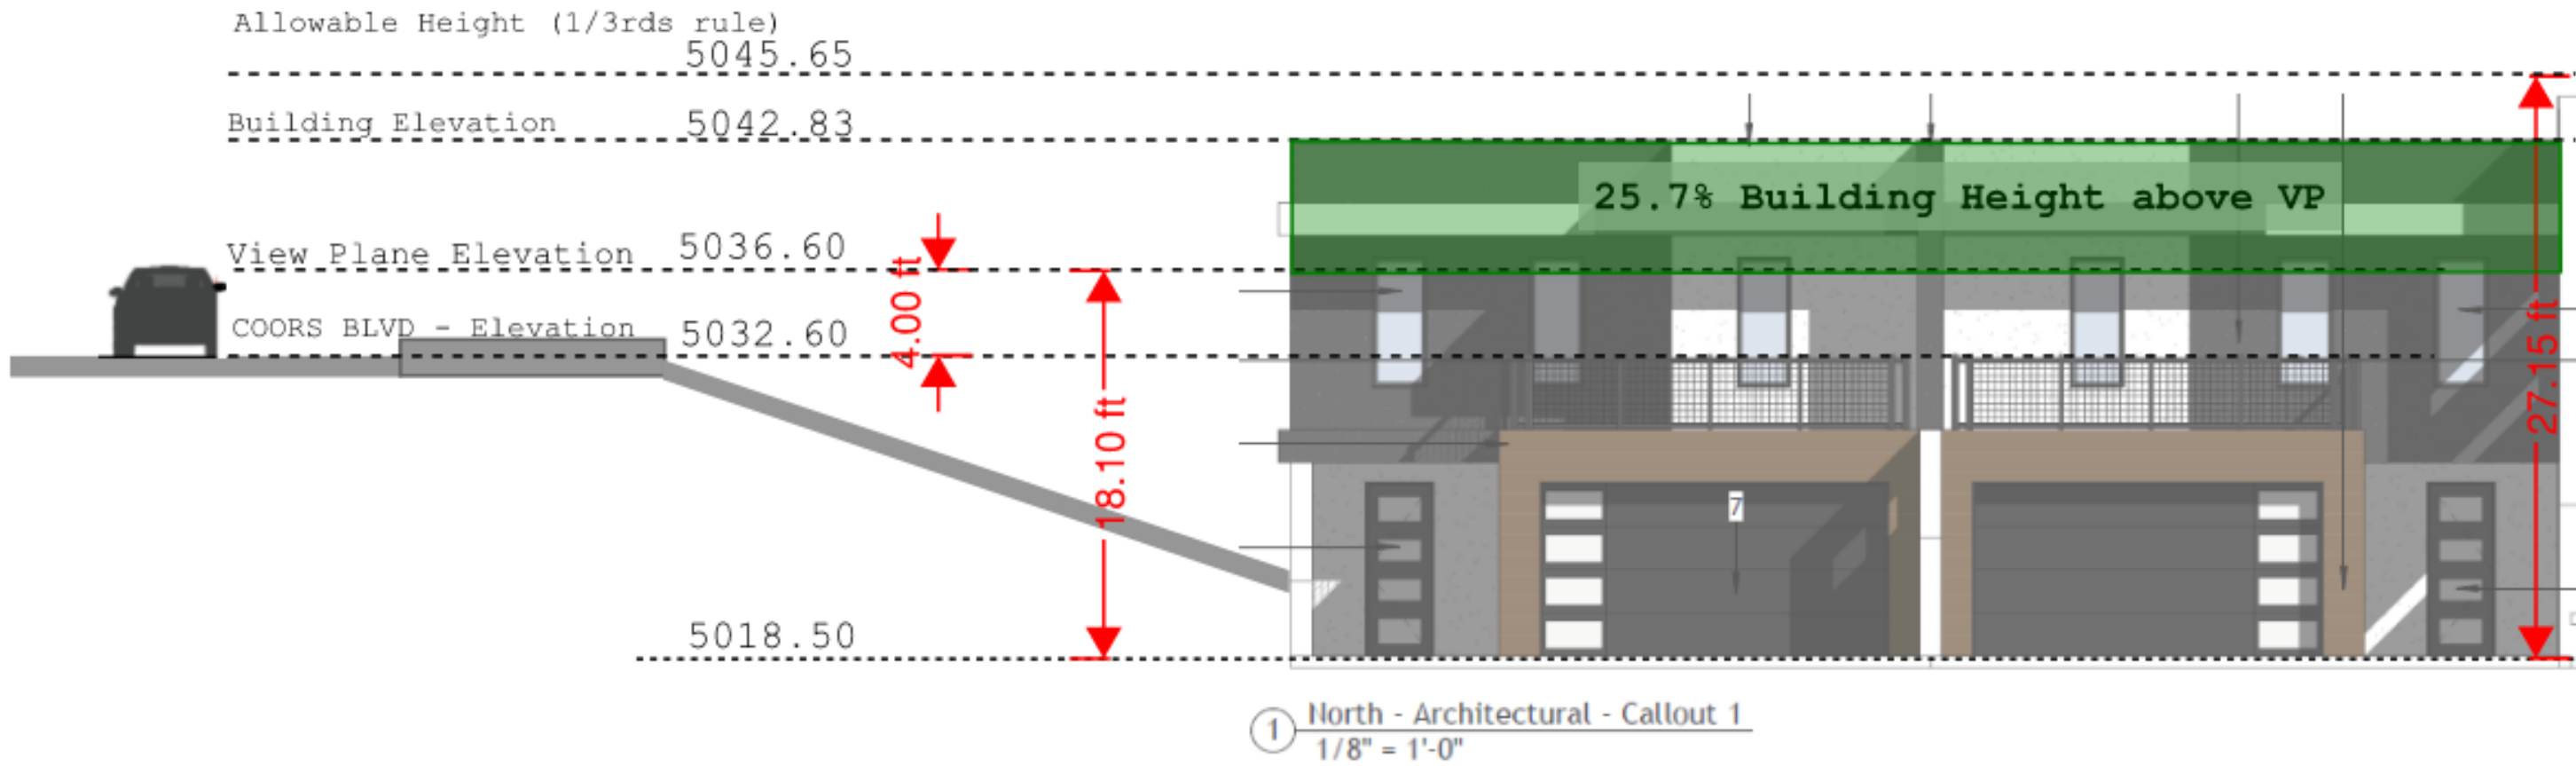 Allowable Height (1/3rds rule)
5045.65
Building Elevation 5042.83
25.7% Building Height above VP
View Plane Elevation 5036.60
4.00 ft
COORS BLVD - Elevation 5032.60
27.15 ft
18.10 ft
7
5018.50
1 North - Architectural - Callout 1
1/8" = 1'-0"